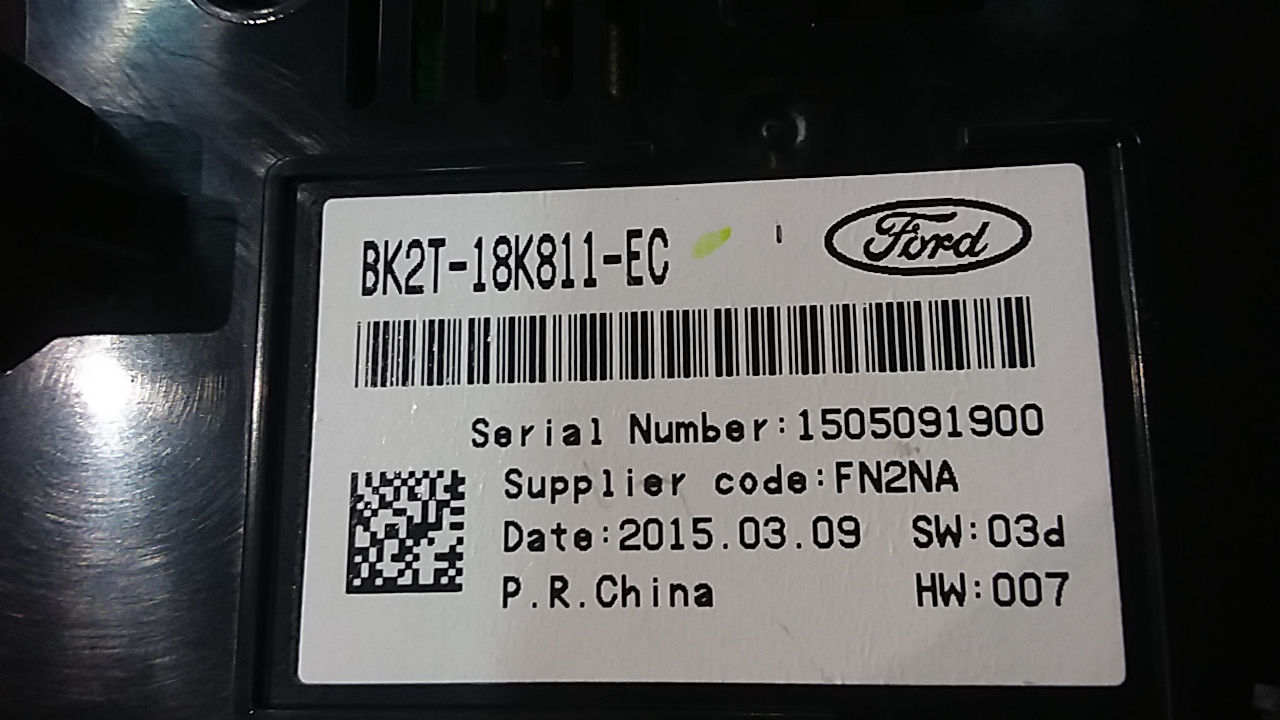 BK2T-18K811-EC
Ford
Serial Number:1505091900
Supplier code:FN2NA
Date:2015.03.09 SW:03d
P.R.China HW:007